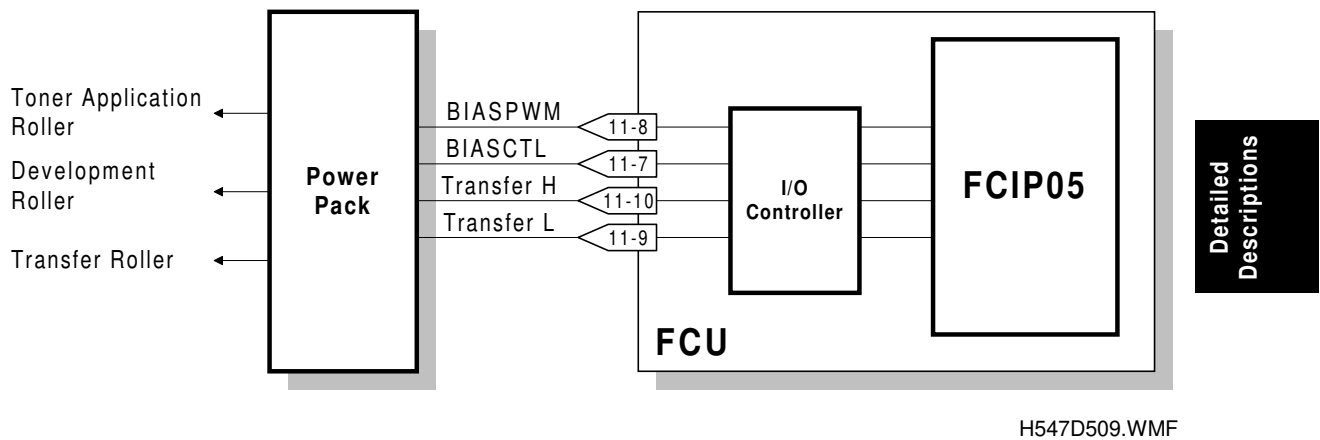 Toner Application
Roller
Development
Roller
Transfer Roller
Power
Pack
BIASPWM
BIASCTL
Transfer H
Transfer L
11-8
11-7
11-10
11-9
I/O
Controller
FCIP05
FCU
Detailed
Descriptions
H547D509.WMF